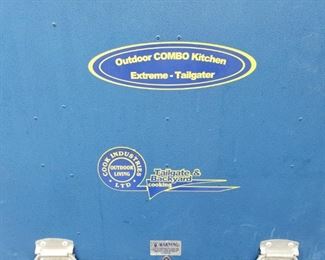 Outdoor COMBO Kitchen
Extreme - Tailgater
COOK INDUSTRIES
OUTDOOR
LIVING
LTD
Tailgate &
Backyard
cooking
WARNING